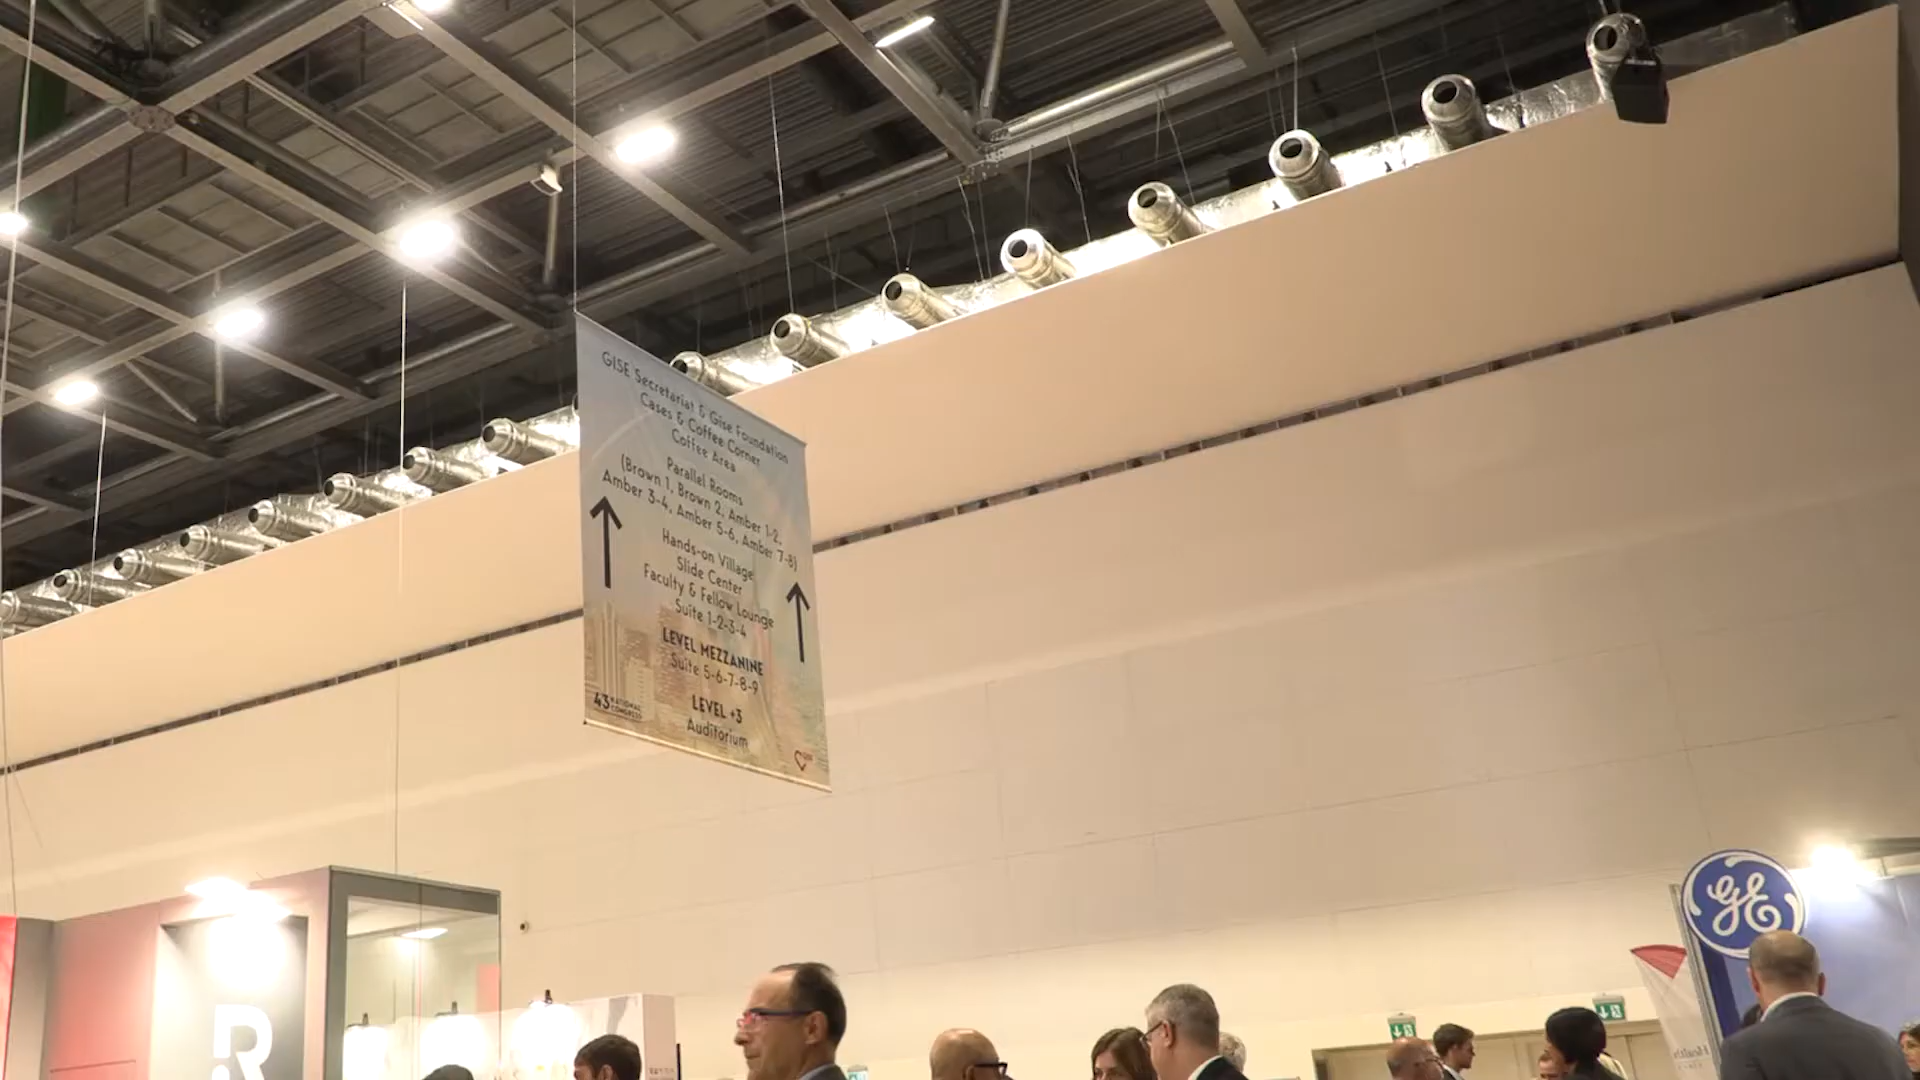 GISE Secretariat & Gise Foundation
Cases & Coffee Corner
Coffee Area
Parallel Rooms
(Brown 1, Brown 2, Amber 1-2,
Amber 3-4, Amber 5-6, Amber 7-8)
Hands-on Village
Slide Center
Faculty & Fellow Lounge
Suite 1-2-3-4
LEVEL MEZZANINE
Suite 5-6-7-8-9
LEVEL +3
Auditorium
43 NATIONAL
CONGRESS
GE
R